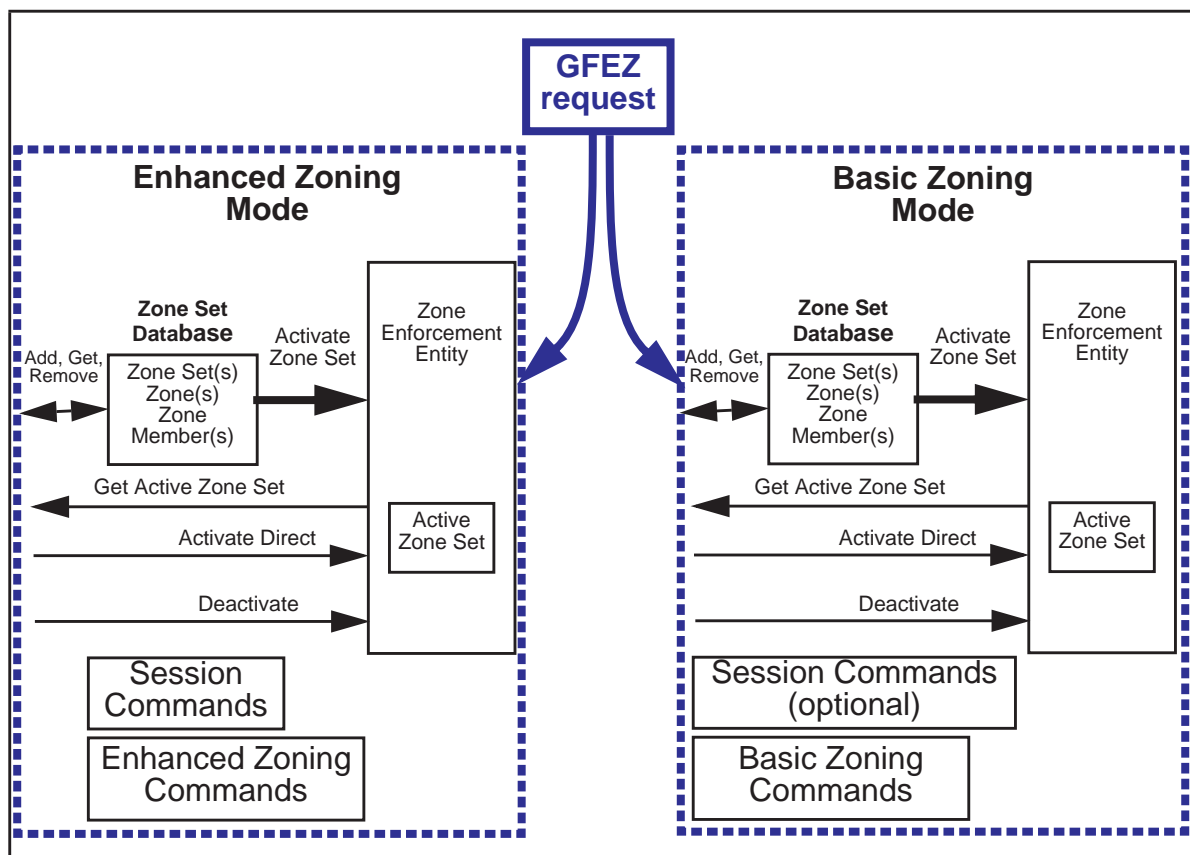 GFEZ
request
Enhanced Zoning
Mode
Zone Set
Database
Activate
Zone Set
Zone
Enforcement
Entity
Add, Get,
Remove
Zone Set(s)
Zone(s)
Zone
Member(s)
Get Active Zone Set
Active
Zone Set
Activate Direct
Deactivate
Session
Commands
Enhanced Zoning
Commands
Basic Zoning
Mode
Zone Set
Database
Activate
Zone Set
Zone
Enforcement
Entity
Add, Get,
Remove
Zone Set(s)
Zone(s)
Zone
Member(s)
Get Active Zone Set
Active
Zone Set
Activate Direct
Deactivate
Session Commands
(optional)
Basic Zoning
Commands